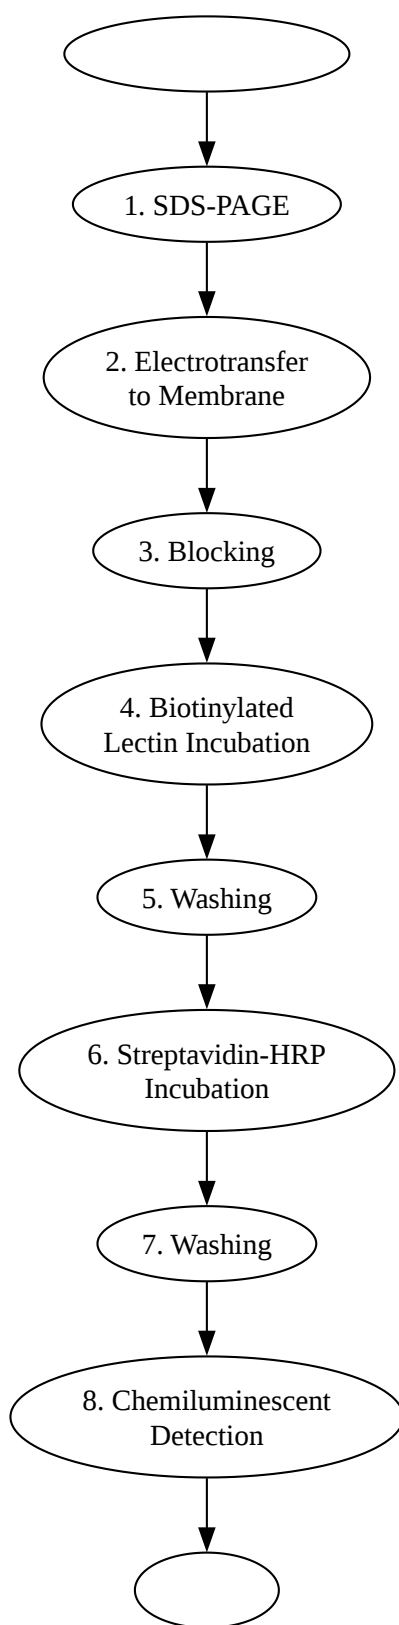 1. SDS-PAGE
2. Electrotransfer
to Membrane
3. Blocking
4. Biotinylated
Lectin Incubation
5. Washing
6. Streptavidin-HRP
Incubation
7. Washing
8. Chemiluminescent
Detection